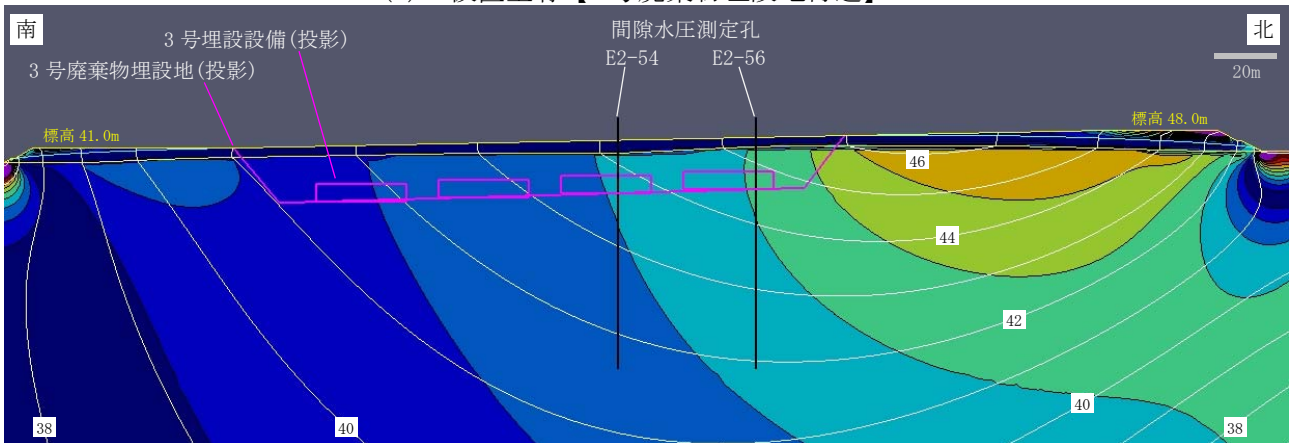 南
北
3号埋設設備(投影)
3号廃棄物埋設地(投影)
間隙水圧測定孔
E2-54
E2-56
20m
標高 41.0m
標高 48.0m
46
44
42
40
38
40
38